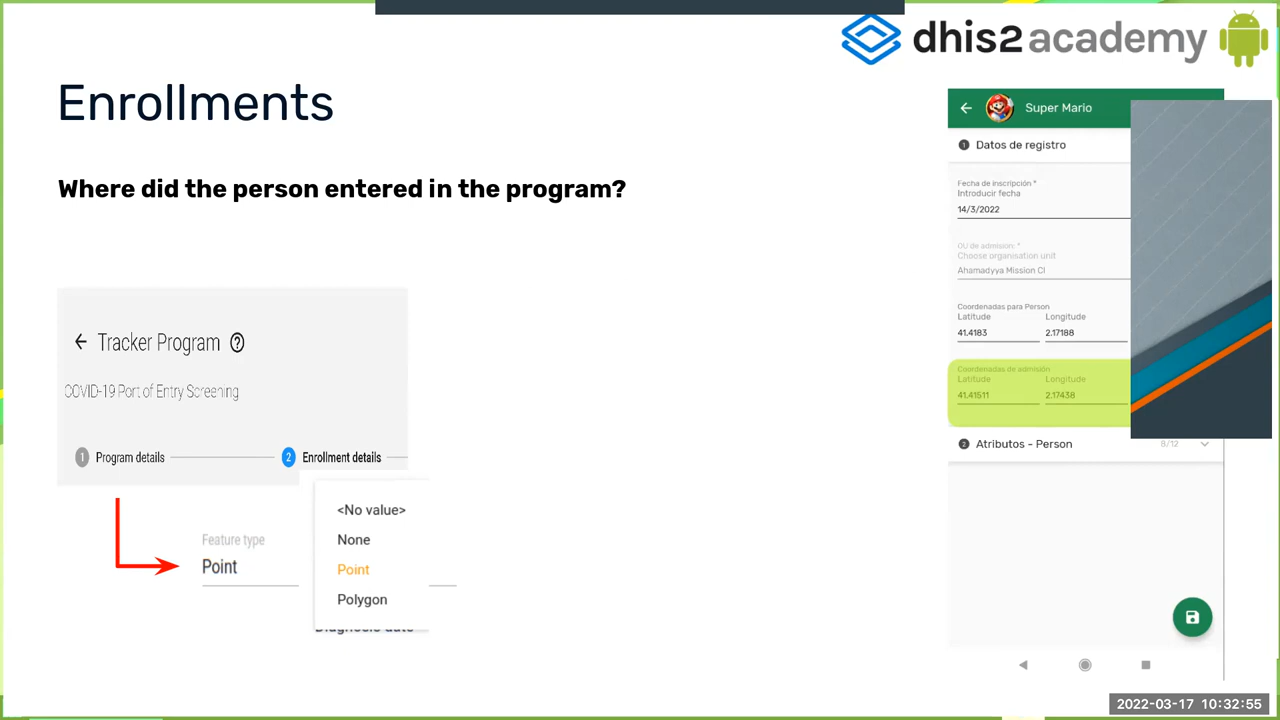 dhis2 academy
Enrollments
Where did the person entered in the program?
Tracker Program ?
COVID-19 Port of Entry Screening
1 Program details
2 Enrollment details
Feature type
Point
<No value>
None
Point
Polygon
Diagnosis date
Super Mario
1 Datos de registro
Fecha de inscripción *
Introducir fecha
14/3/2022
OU de admisión: *
Choose organisation unit
Ahamadyya Mission Cl
Coordenadas para Person
Latitude Longitude
41.4183 2.17188
Coordenadas de admisión
Latitude Longitude
41.41511 2.17438
2 Atributos - Person 8/12
2022-03-17 10:32:55